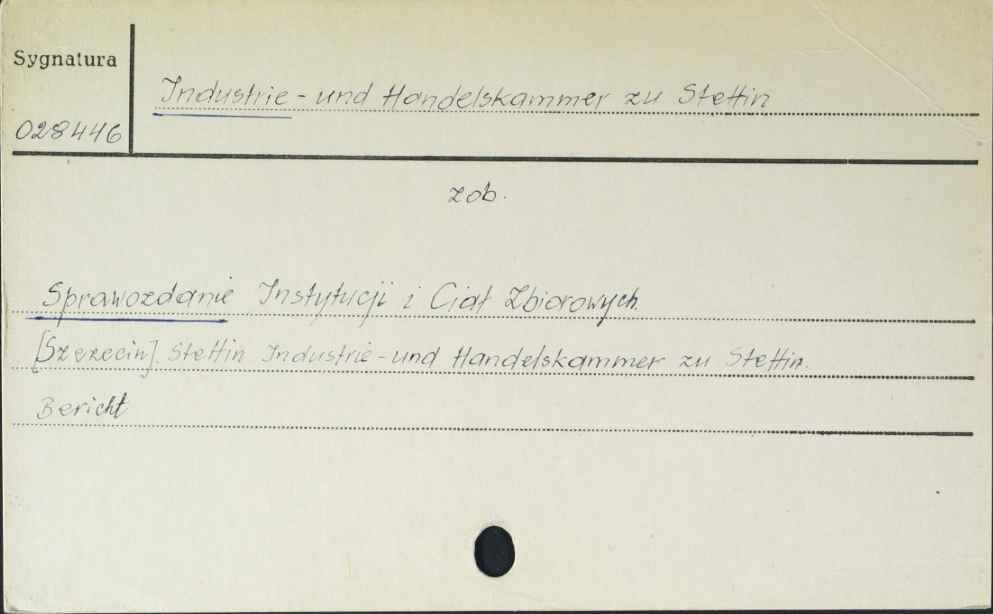 Sygnatura
028446
Industrie - und Handelskammer zu Stettin
zob.
Sprawozdanie Instytucji i Ciał Zbiorowych.
[Szczecin]. Stettin Industrie - und Handelskammer zu Stettin.
Bericht